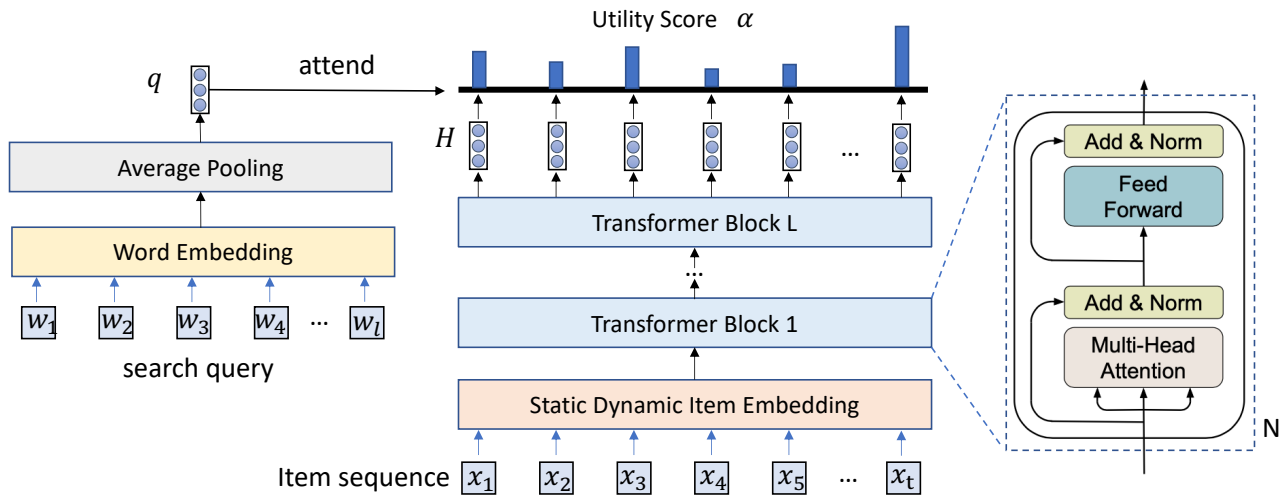 Utility Score α
q
attend
H
...
Average Pooling
Word Embedding
w₁ w₂ w₃ w₄ ... wₗ
search query
Transformer Block L
...
Transformer Block 1
Static Dynamic Item Embedding
Item sequence x₁ x₂ x₃ x₄ x₅ ... xₜ
Add & Norm
Feed
Forward
Add & Norm
Multi-Head
Attention
N